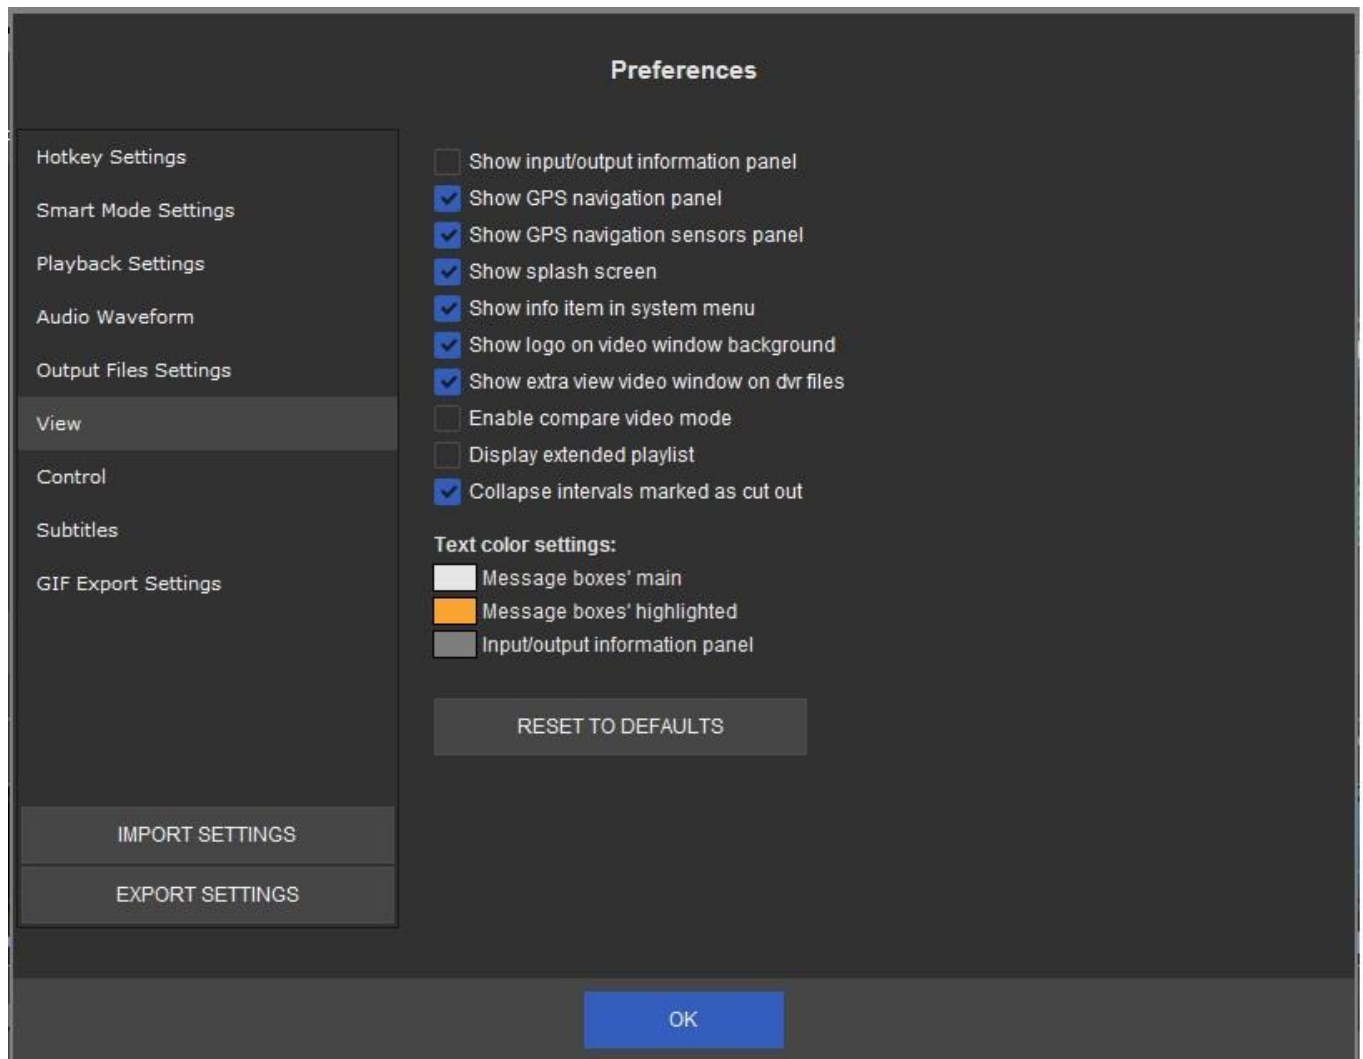 Preferences
Hotkey Settings
Smart Mode Settings
Playback Settings
Audio Waveform
Output Files Settings
View
Control
Subtitles
GIF Export Settings
IMPORT SETTINGS
EXPORT SETTINGS
Show input/output information panel
Show GPS navigation panel
Show GPS navigation sensors panel
Show splash screen
Show info item in system menu
Show logo on video window background
Show extra view video window on dvr files
Enable compare video mode
Display extended playlist
Collapse intervals marked as cut out
Text color settings:
Message boxes' main
Message boxes' highlighted
Input/output information panel
RESET TO DEFAULTS
OK